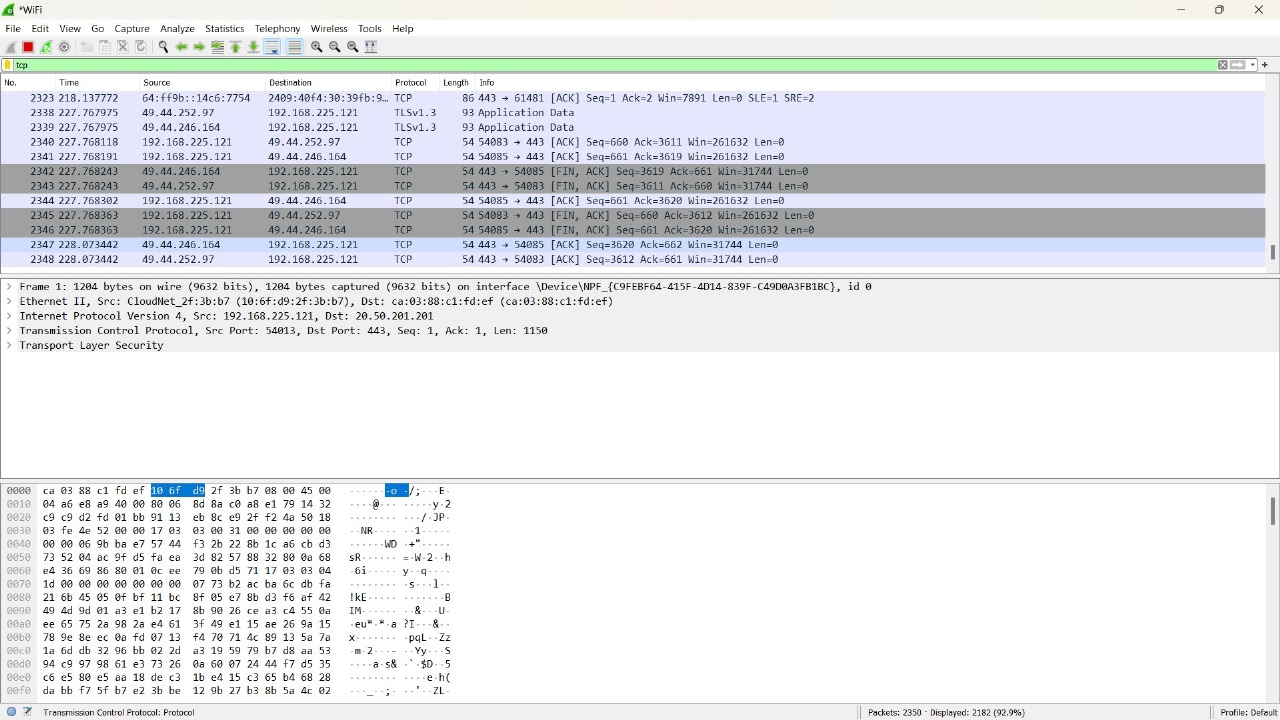 *WiFi
File Edit View Go Capture Analyze Statistics Telephony Wireless Tools Help
tcp
No. Time Source Destination Protocol Length Info
2323 218.137772 64:ff9b::14c6:7754 2409:40f4:30:39fb:9… TCP 86 443 → 61481 [ACK] Seq=1 Ack=2 Win=7891 Len=0 SLE=1 SRE=2
2338 227.767975 49.44.252.97 192.168.225.121 TLSv1.3 93 Application Data
2339 227.767975 49.44.246.164 192.168.225.121 TLSv1.3 93 Application Data
2340 227.768118 192.168.225.121 49.44.252.97 TCP 54 54083 → 443 [ACK] Seq=660 Ack=3611 Win=261632 Len=0
2341 227.768191 192.168.225.121 49.44.246.164 TCP 54 54085 → 443 [ACK] Seq=661 Ack=3619 Win=261632 Len=0
2342 227.768243 49.44.246.164 192.168.225.121 TCP 54 443 → 54085 [FIN, ACK] Seq=3619 Ack=661 Win=31744 Len=0
2343 227.768243 49.44.252.97 192.168.225.121 TCP 54 443 → 54083 [FIN, ACK] Seq=3611 Ack=660 Win=31744 Len=0
2344 227.768302 192.168.225.121 49.44.246.164 TCP 54 54085 → 443 [ACK] Seq=661 Ack=3620 Win=261632 Len=0
2345 227.768363 192.168.225.121 49.44.252.97 TCP 54 54083 → 443 [FIN, ACK] Seq=660 Ack=3612 Win=261632 Len=0
2346 227.768363 192.168.225.121 49.44.246.164 TCP 54 54085 → 443 [FIN, ACK] Seq=661 Ack=3620 Win=261632 Len=0
2347 228.073442 49.44.246.164 192.168.225.121 TCP 54 443 → 54085 [ACK] Seq=3620 Ack=662 Win=31744 Len=0
2348 228.073442 49.44.252.97 192.168.225.121 TCP 54 443 → 54083 [ACK] Seq=3612 Ack=661 Win=31744 Len=0
Frame 1: 1204 bytes on wire (9632 bits), 1204 bytes captured (9632 bits) on interface \Device\NPF_{C9FEBF64-415F-4D14-839F-C49D0A3FB1BC}, id 0
Ethernet II, Src: CloudNet_2f:3b:b7 (10:6f:d9:2f:3b:b7), Dst: ca:03:88:c1:fd:ef (ca:03:88:c1:fd:ef)
Internet Protocol Version 4, Src: 192.168.225.121, Dst: 20.50.201.201
Transmission Control Protocol, Src Port: 54013, Dst Port: 443, Seq: 1, Ack: 1, Len: 1150
Transport Layer Security
0000 ca 03 88 c1 fd ef 10 6f d9 2f 3b b7 08 00 45 00 ·······o ·/;···E·
0010 04 a6 e8 a9 40 00 80 06 8d 8a c0 a8 e1 79 14 32 ····@··· ·····y·2
0020 c9 c9 d2 fd 01 bb 91 13 eb 8c e9 2f f2 4a 50 18 ········ ···/·JP·
0030 03 fe 4e 52 00 00 17 03 03 00 31 00 00 00 00 00 ··NR···· ··1·····
0040 00 00 06 9b ba e7 57 44 f3 2b 22 8b 1c a6 cb d3 ······WD ·+"·····
0050 73 52 04 ac 9f d5 fa ea 3d 82 57 88 32 80 0a 68 sR······ =·W·2··h
0060 e4 36 69 86 80 01 0c ee 79 0b d5 71 17 03 03 04 ·6i····· y··q····
0070 1d 00 00 00 00 00 00 00 07 73 b2 ac ba 6c db fa ········ ·s···l··
0080 21 6b 45 05 0f bf 11 bc 8f 05 e7 8b d3 f6 af 42 !kE····· ·······B
0090 49 4d 9d 01 a3 e1 b2 17 8b 90 26 ce a3 c4 55 0a IM······ ··&···U·
00a0 ee 65 75 2a 98 2a e4 61 3f 49 e1 15 ae 26 9a 15 ·eu*·*·a ?I···&··
00b0 78 9e 8e ec 0a fd 07 13 f4 70 71 4c 89 13 5a 7a x······· ·pqL··Zz
00c0 1a 6d db 32 96 bb 02 2d a3 19 59 79 b7 d8 aa 53 ·m·2···- ··Yy···S
00d0 94 c9 97 98 61 e3 73 26 0a 60 07 24 44 f7 d5 35 ····a·s& ·`·$D··5
00e0 c6 e5 80 e5 aa 18 de c3 1b e4 15 c3 65 b4 68 28 ········ ····e·h(
00f0 da bb f7 5f b7 e2 3b be 12 9b 27 b3 8b 5a 4c 02 ···_··;· ··'··ZL·
Transmission Control Protocol: Protocol Packets: 2350 · Displayed: 2182 (92.9%) Profile: Default